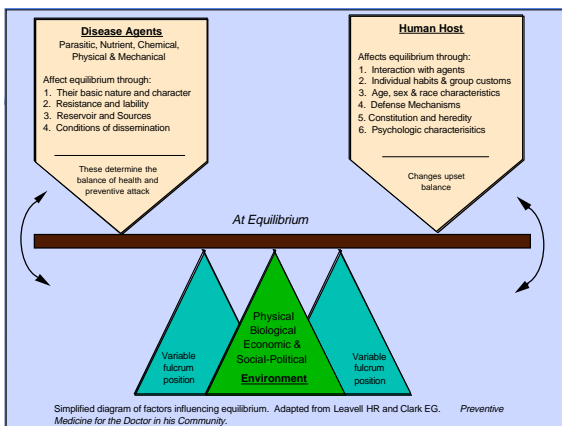 Disease Agents
Parasitic, Nutrient, Chemical,
Physical & Mechanical
Affect equilibrium through:
1. Their basic nature and character
2. Resistance and lability
3. Reservoir and Sources
4. Conditions of dissemination
These determine the
balance of health and
preventive attack
Human Host
Affects equilibrium through:
1. Interaction with agents
2. Individual habits & group customs
3. Age, sex & race characteristics
4. Defense Mechanisms
5. Constitution and heredity
6. Psychologic characterisitics
Changes upset
balance
At Equilibrium
Variable
fulcrum
position
Physical
Biological
Economic &
Social-Political
Environment
Variable
fulcrum
position
Simplified diagram of factors influencing equilibrium. Adapted from Leavell HR and Clark EG. Preventive
Medicine for the Doctor in his Community.